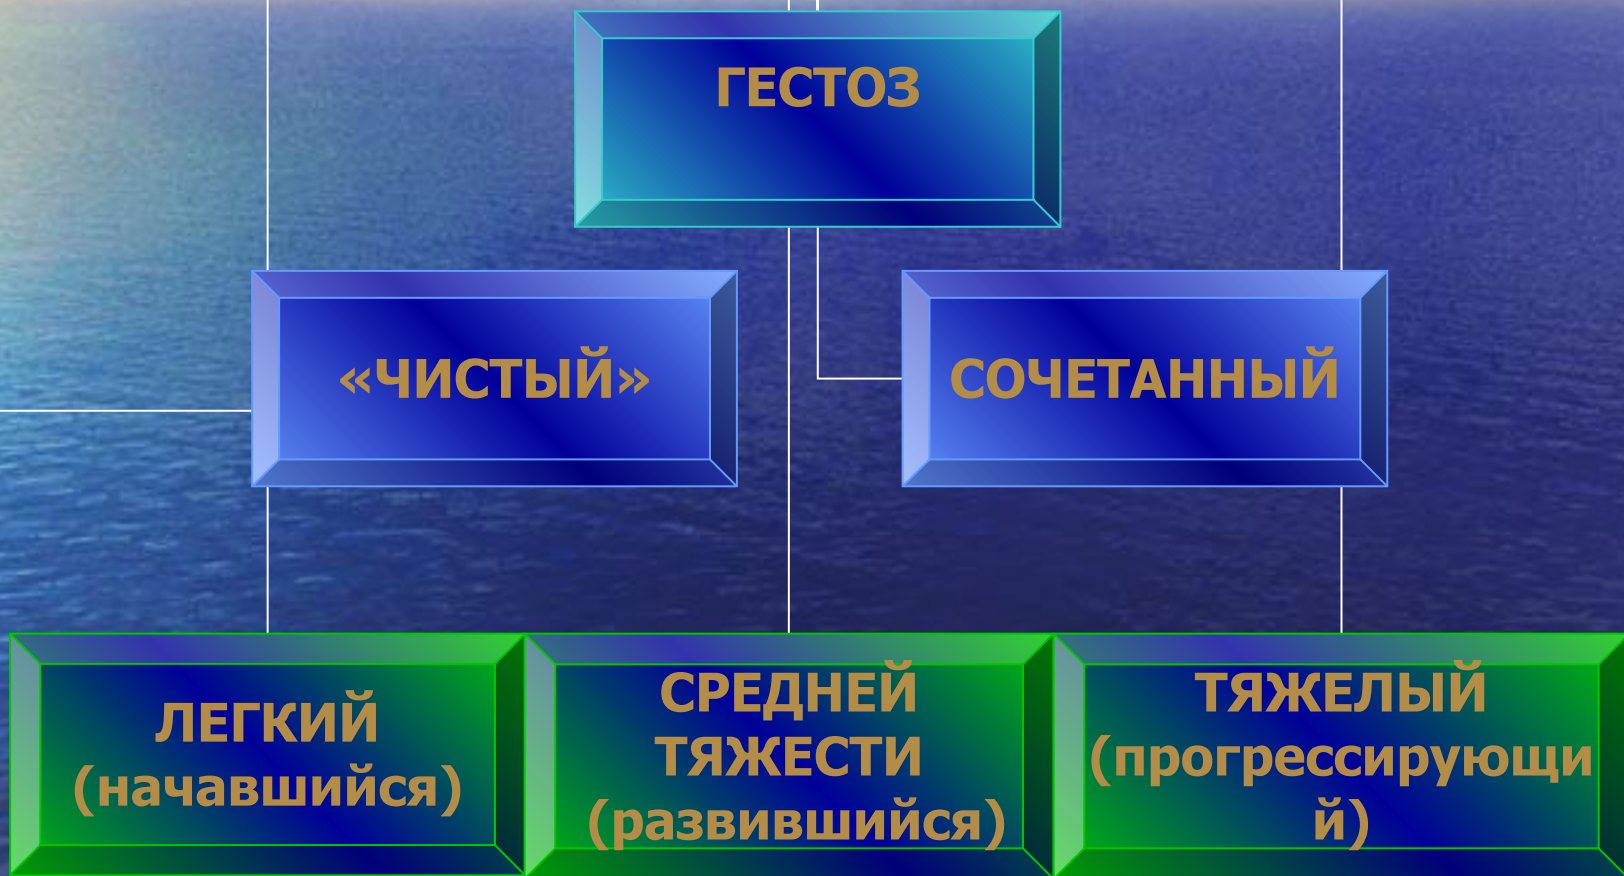 ГЕСТОЗ
«ЧИСТЫЙ»
СОЧЕТАННЫЙ
ЛЕГКИЙ
(начавшийся)
СРЕДНЕЙ
ТЯЖЕСТИ
(развившийся)
ТЯЖЕЛЫЙ
(прогрессирующи
й)